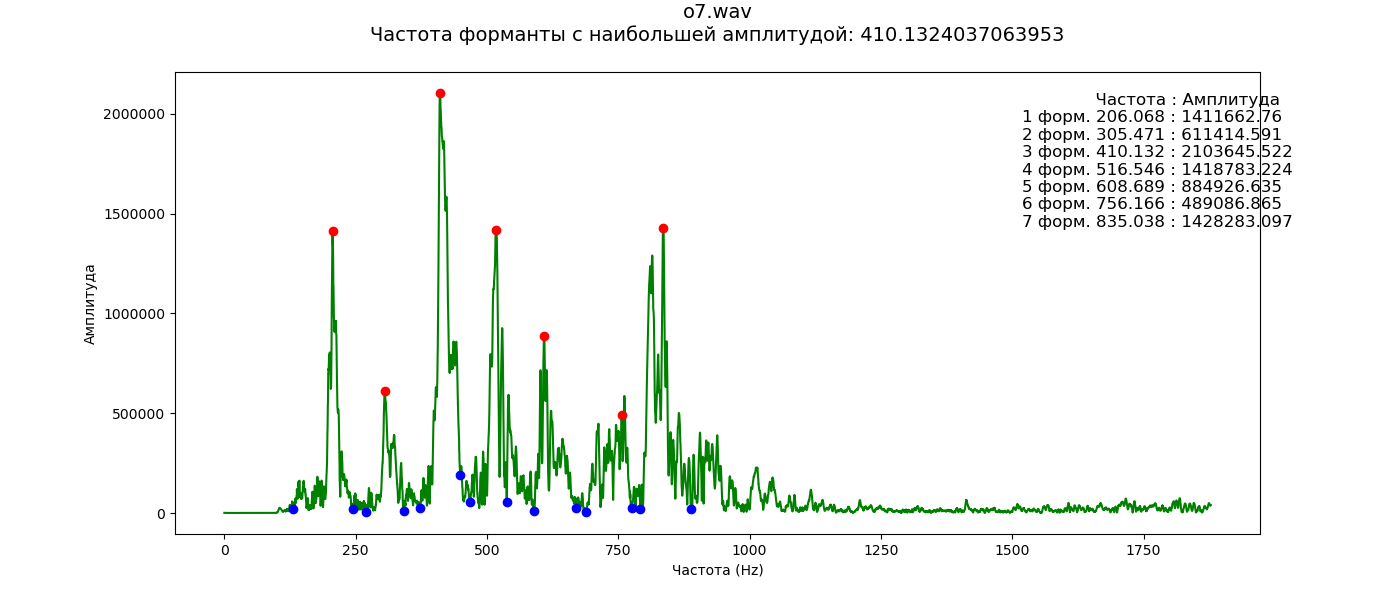 o7.wav
Частота форманты с наибольшей амплитудой: 410.1324037063953
Частота : Амплитуда
1 форм. 206.068 : 1411662.76
2 форм. 305.471 : 611414.591
3 форм. 410.132 : 2103645.522
4 форм. 516.546 : 1418783.224
5 форм. 608.689 : 884926.635
6 форм. 756.166 : 489086.865
7 форм. 835.038 : 1428283.097
Амплитуда
2000000
1500000
1000000
500000
0
0 250 500 750 1000 1250 1500 1750
Частота (Hz)